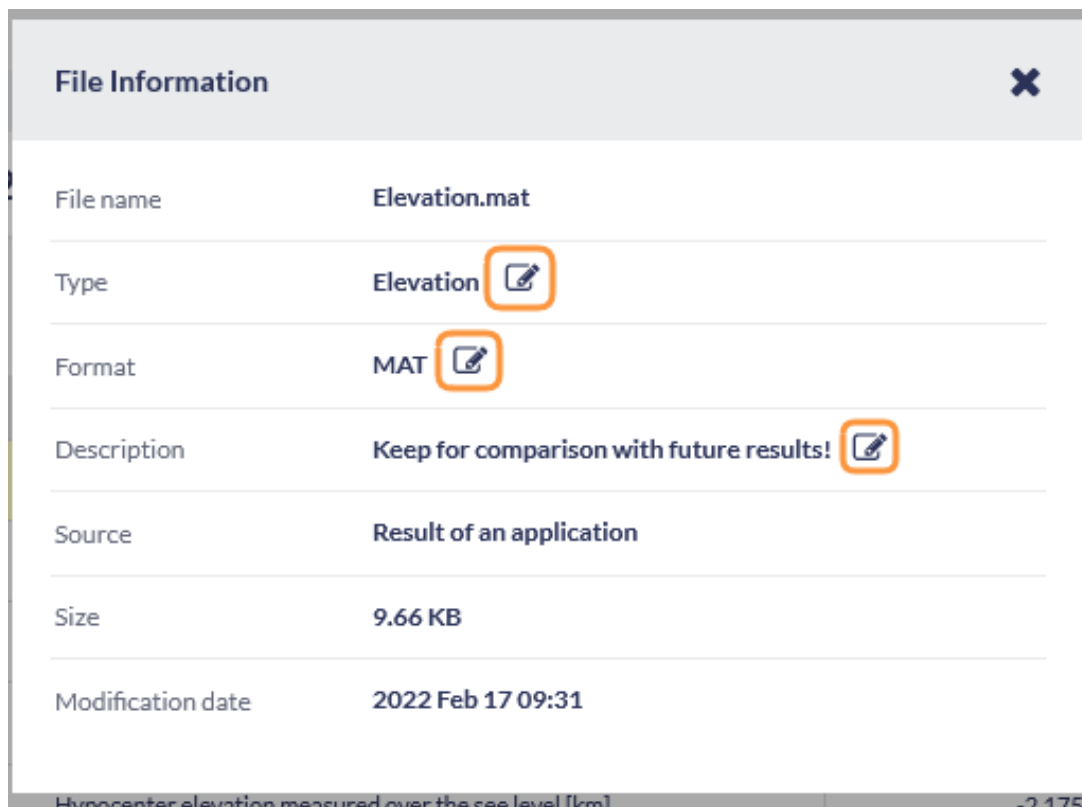 File Information
File name Elevation.mat
Type Elevation
Format MAT
Description Keep for comparison with future results!
Source Result of an application
Size 9.66 KB
Modification date 2022 Feb 17 09:31
Hypocenter elevation measured over the see level [km] -2.175